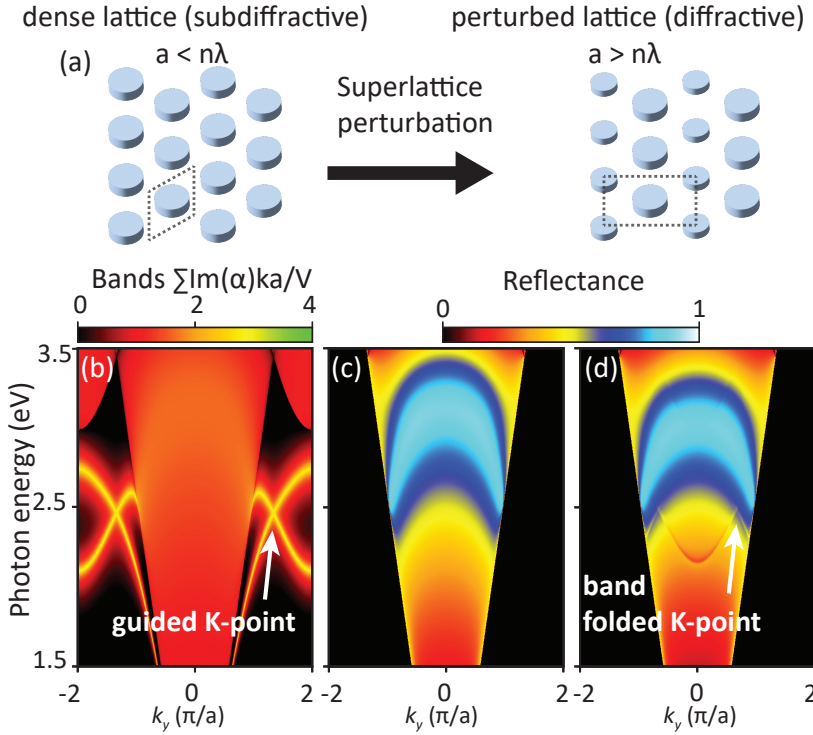 dense lattice (subdiffractive)
perturbed lattice (diffractive)
(a)
a < nλ
a > nλ
Superlattice
perturbation
Bands ∑Im(α)ka/V
0 2 4
Reflectance
0 1
Photon energy (eV)
3.5
2.5
1.5
(b)
guided K-point
-2 0 2
k_y (π/a)
(c)
-2 0 2
k_y (π/a)
(d)
band
folded K-point
-2 0 2
k_y (π/a)